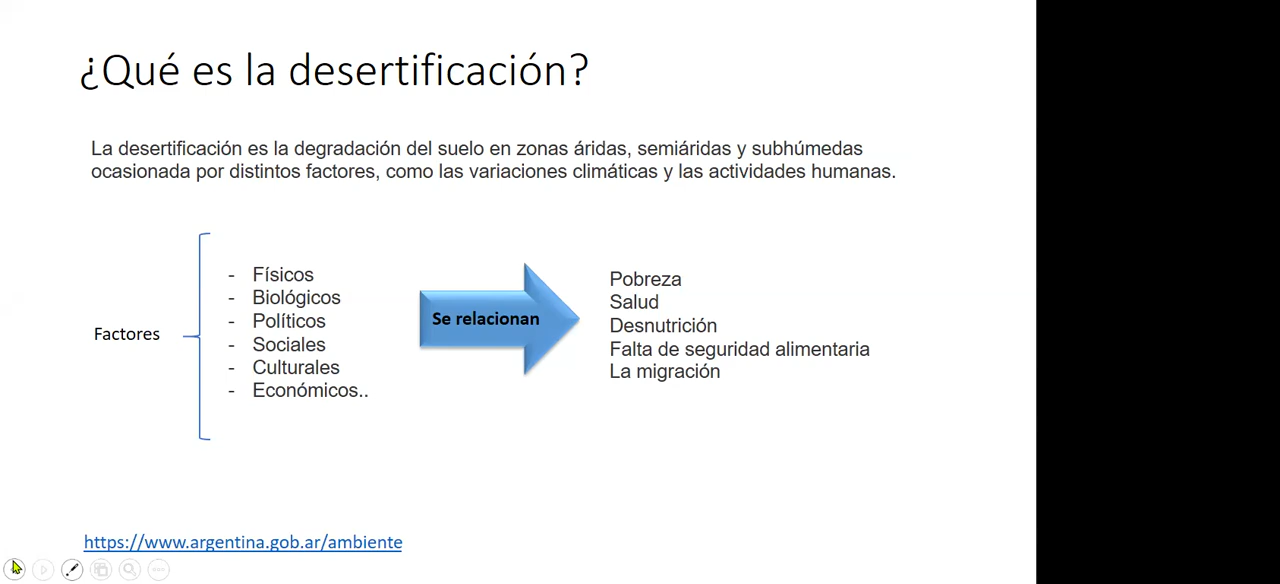 ¿Qué es la desertificación?
La desertificación es la degradación del suelo en zonas áridas, semiáridas y subhúmedas
ocasionada por distintos factores, como las variaciones climáticas y las actividades humanas.
Factores
- Físicos
- Biológicos
- Políticos
- Sociales
- Culturales
- Económicos..
Se relacionan
Pobreza
Salud
Desnutrición
Falta de seguridad alimentaria
La migración
https://www.argentina.gob.ar/ambiente